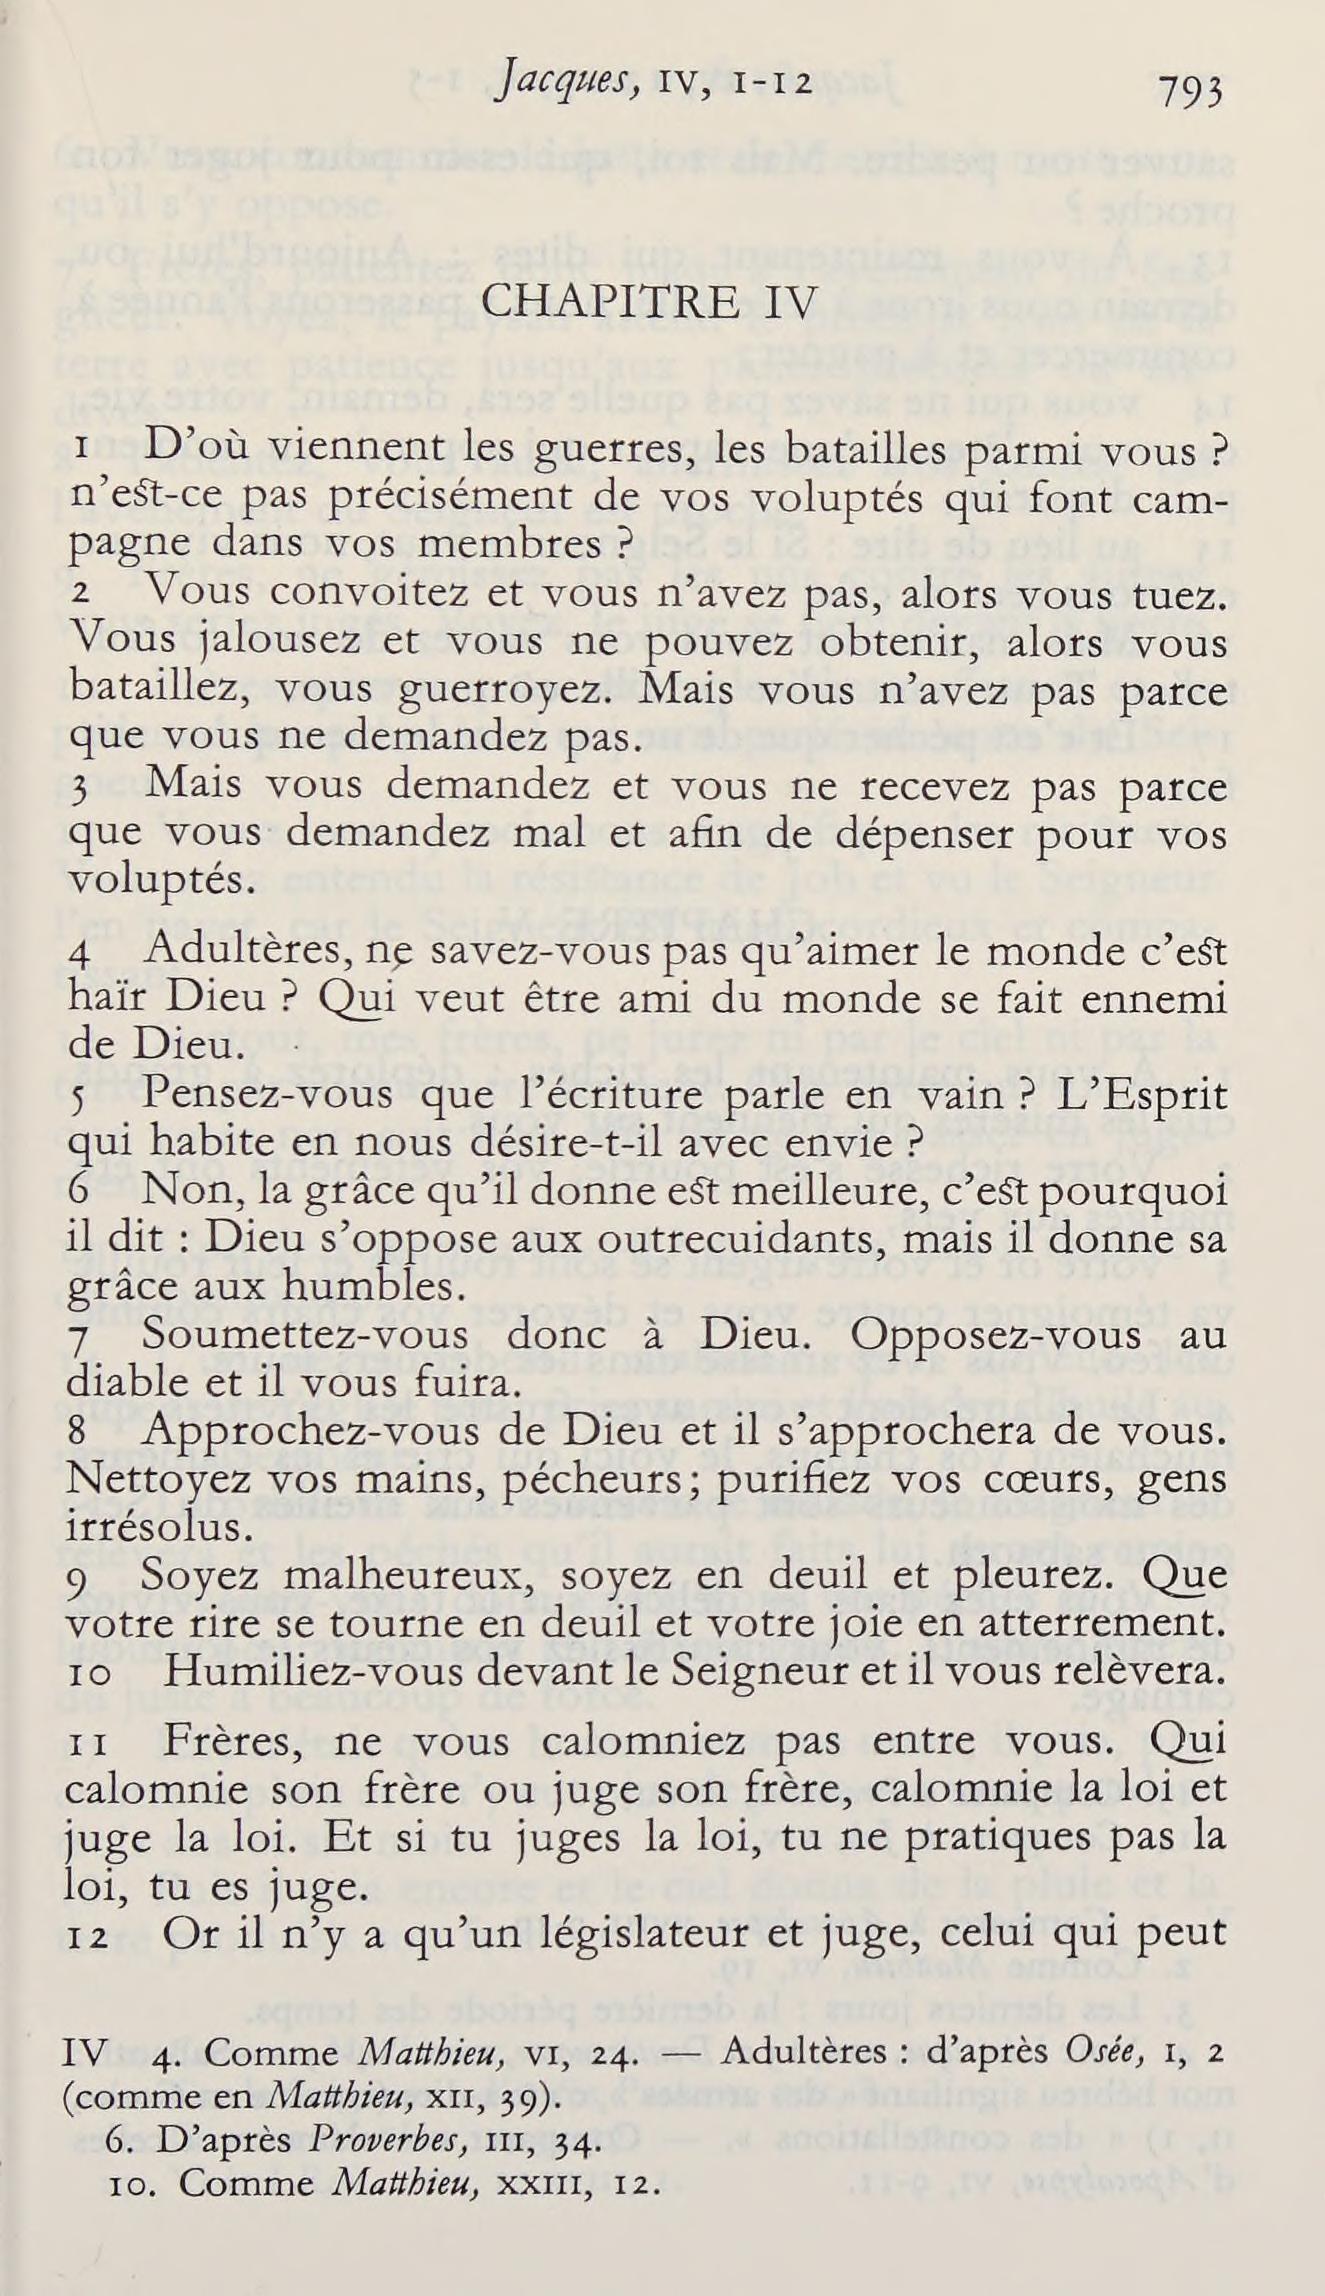 Jacques, IV, 1-12
793
CHAPITRE IV
1 D’où viennent les guerres, les batailles parmi vous ?
n’est-ce pas précisément de vos voluptés qui font cam-
pagne dans vos membres ?
2 Vous convoitez et vous n’avez pas, alors vous tuez.
Vous jalousez et vous ne pouvez obtenir, alors vous
bataillez, vous guerroyez. Mais vous n’avez pas parce
que vous ne demandez pas.
3 Mais vous demandez et vous ne recevez pas parce
que vous demandez mal et afin de dépenser pour vos
voluptés.
4 Adultères, ne savez-vous pas qu’aimer le monde c’est
haïr Dieu ? Qui veut être ami du monde se fait ennemi
de Dieu.
5 Pensez-vous que l’écriture parle en vain ? L’Esprit
qui habite en nous désire-t-il avec envie ?
6 Non, la grâce qu’il donne est meilleure, c’est pourquoi
il dit : Dieu s’oppose aux outrecuidants, mais il donne sa
grâce aux humbles.
7 Soumettez-vous donc à Dieu. Opposez-vous au
diable et il vous fuira.
8 Approchez-vous de Dieu et il s’approchera de vous.
Nettoyez vos mains, pécheurs; purifiez vos cœurs, gens
irrésolus.
9 Soyez malheureux, soyez en deuil et pleurez. Que
votre rire se tourne en deuil et votre joie en atterrement.
10 Humiliez-vous devant le Seigneur et il vous relèvera.
11 Frères, ne vous calomniez pas entre vous. Qui
calomnie son frère ou juge son frère, calomnie la loi et
juge la loi. Et si tu juges la loi, tu ne pratiques pas la
loi, tu es juge.
12 Or il n’y a qu’un législateur et juge, celui qui peut
IV 4. Comme Matthieu, VI, 24. — Adultères : d’après Osée, I, 2
(comme en Matthieu, XII, 39).
6. D’après Proverbes, III, 34.
10. Comme Matthieu, XXIII, 12.